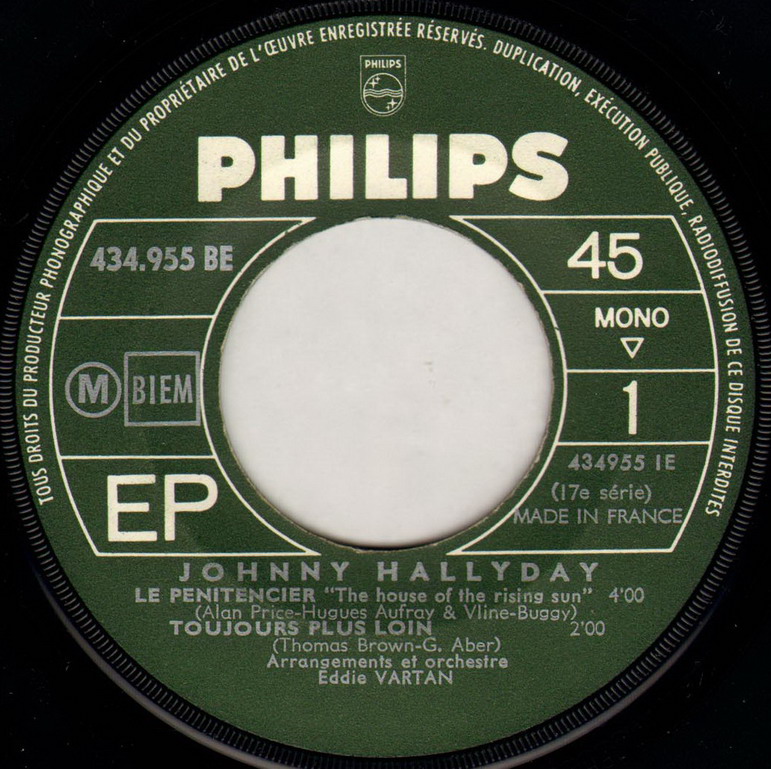 TOUS DROITS DU PRODUCTEUR PHONOGRAPHIQUE ET DU PROPRIÉTAIRE DE L'ŒUVRE ENREGISTRÉE RÉSERVÉS. DUPLICATION, EXÉCUTION PUBLIQUE, RADIODIFFUSION DE CE DISQUE INTERDITES
PHILIPS
PHILIPS
434.955 BE
45
MONO
M BIEM
1
434955 1E
(17e série)
EP
MADE IN FRANCE
JOHNNY HALLYDAY
LE PENITENCIER "The house of the rising sun" 4'00
(Alan Price-Hugues Aufray & Vline-Buggy)
TOUJOURS PLUS LOIN 2'00
(Thomas Brown-G. Aber)
Arrangements et orchestre
Eddie VARTAN